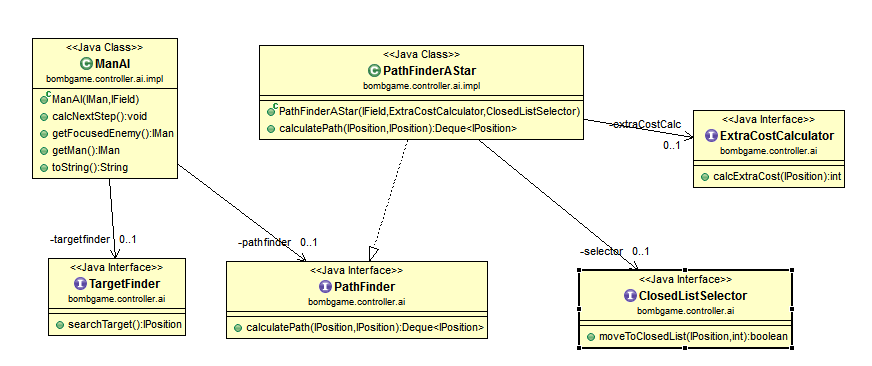 <<Java Class>>
ManAI
bombgame.controller.ai.impl
ManAI(IMan,IField)
calcNextStep():void
getFocusedEnemy():IMan
getMan():IMan
toString():String
<<Java Class>>
PathFinderAStar
bombgame.controller.ai.impl
PathFinderAStar(IField,ExtraCostCalculator,ClosedListSelector)
calculatePath(IPosition,IPosition):Deque<IPosition>
-extraCostCalc
0..1
<<Java Interface>>
ExtraCostCalculator
bombgame.controller.ai
calcExtraCost(IPosition):int
-targetfinder 0..1
-pathfinder 0..1
-selector 0..1
<<Java Interface>>
TargetFinder
bombgame.controller.ai
searchTarget():IPosition
<<Java Interface>>
PathFinder
bombgame.controller.ai
calculatePath(IPosition,IPosition):Deque<IPosition>
<<Java Interface>>
ClosedListSelector
bombgame.controller.ai
moveToClosedList(IPosition,int):boolean